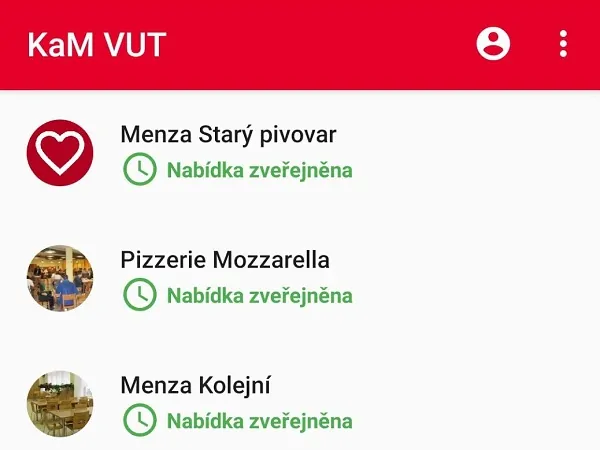 KaM VUT
Menza Starý pivovar
Nabídka zveřejněna
Pizzerie Mozzarella
Nabídka zveřejněna
Menza Kolejní
Nabídka zveřejněna